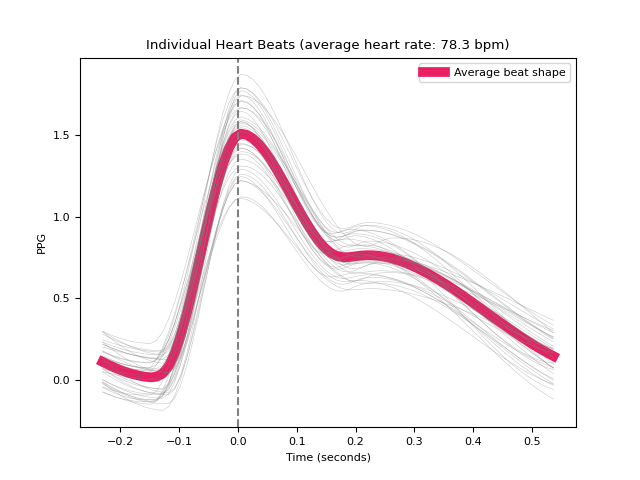 Individual Heart Beats (average heart rate: 78.3 bpm)
Average beat shape
PPG
1.5
1.0
0.5
0.0
−0.2 −0.1 0.0 0.1 0.2 0.3 0.4 0.5
Time (seconds)